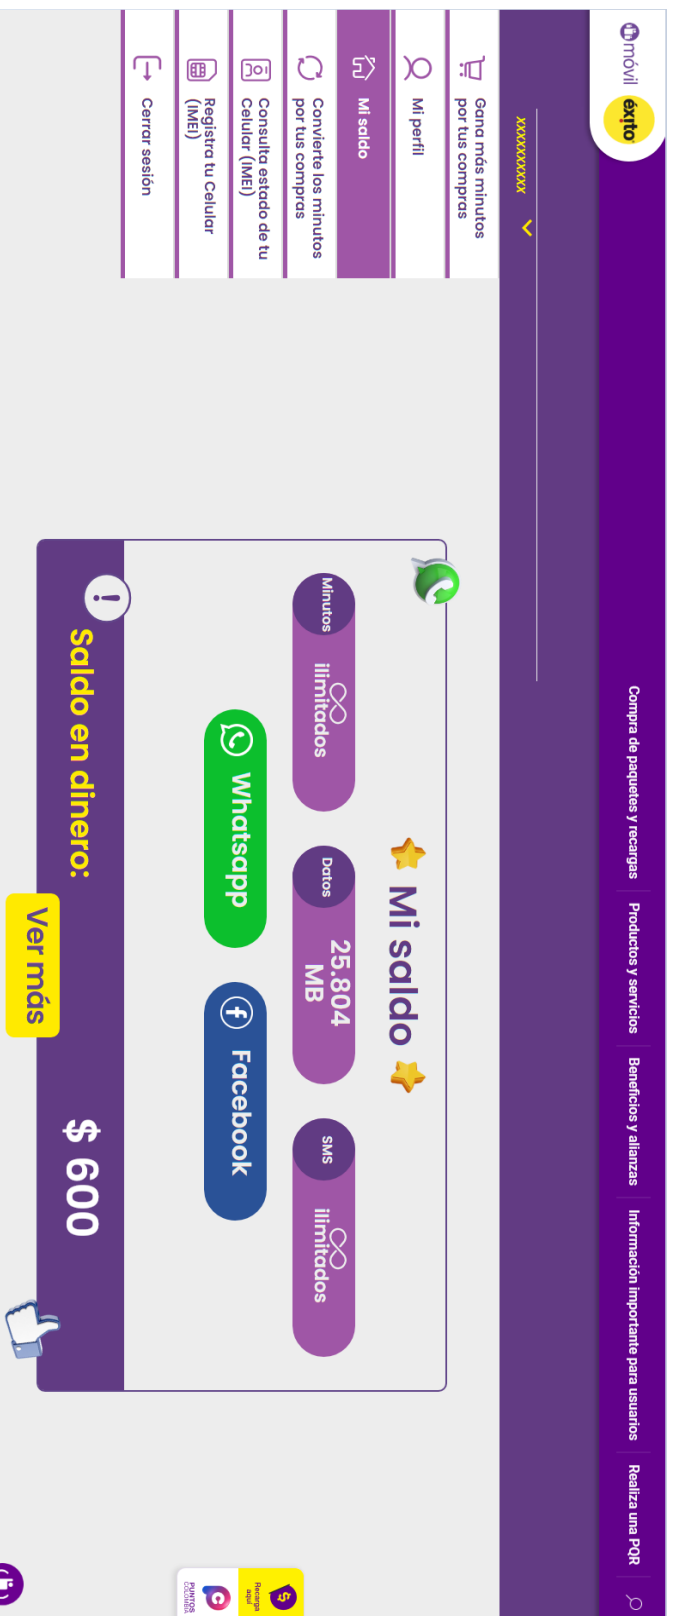 móvil éxito
Compra de paquetes y recargas
Productos y servicios
Beneficios y alianzas
Información importante para usuarios
Realiza una PQR
xxxxxxxxxx
Gana más minutos
por tus compras
Mi perfil
Mi saldo
Convierte los minutos
por tus compras
Consulta estado de tu
Celular (IMEI)
Registra tu Celular
(IMEI)
Cerrar sesión
Mi saldo
Minutos
ilimitados
Datos
25.804
MB
SMS
ilimitados
Whatsapp
Facebook
Saldo en dinero:
$ 600
Ver más
Recarga
aquí
PUNTOS
COLOMBIA